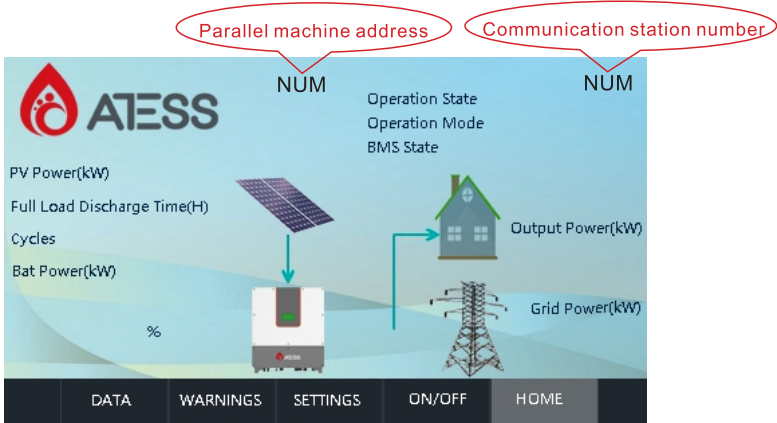 Parallel machine address
Communication station number
NUM
NUM
ATESS
Operation State
Operation Mode
BMS State
PV Power(kW)
Full Load Discharge Time(H)
Cycles
Bat Power(kW)
%
Output Power(kW)
Grid Power(kW)
ATESS
DATA
WARNINGS
SETTINGS
ON/OFF
HOME